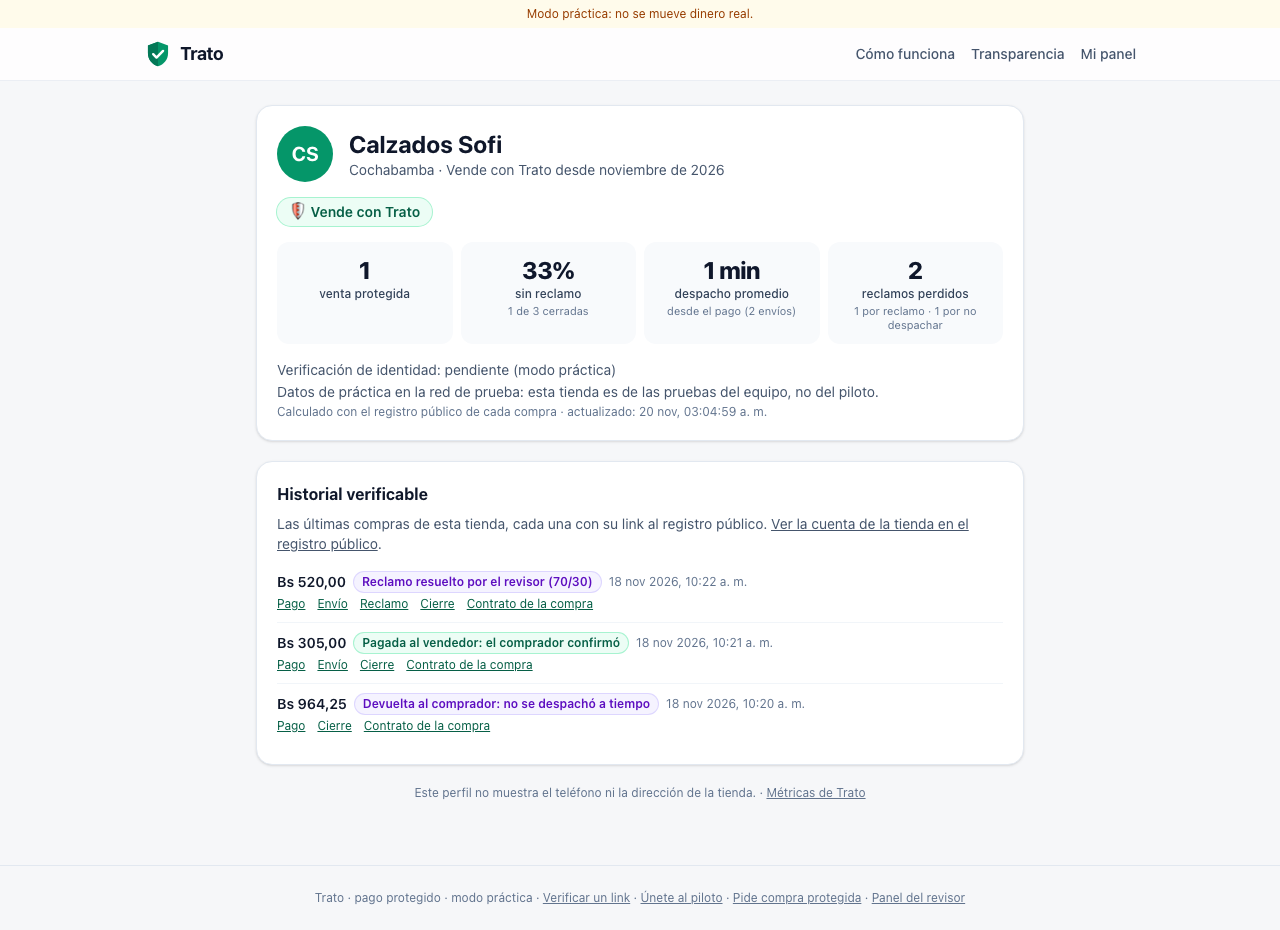 Modo práctica: no se mueve dinero real.
Trato
Cómo funciona Transparencia Mi panel
CS
Calzados Sofi
Cochabamba · Vende con Trato desde noviembre de 2026
Vende con Trato
1
venta protegida
33%
sin reclamo
1 de 3 cerradas
1 min
despacho promedio
desde el pago (2 envíos)
2
reclamos perdidos
1 por reclamo · 1 por no
despachar
Verificación de identidad: pendiente (modo práctica)
Datos de práctica en la red de prueba: esta tienda es de las pruebas del equipo, no del piloto.
Calculado con el registro público de cada compra · actualizado: 20 nov, 03:04:59 a. m.
Historial verificable
Las últimas compras de esta tienda, cada una con su link al registro público. Ver la cuenta de la tienda en el
registro público.
Bs 520,00 Reclamo resuelto por el revisor (70/30) 18 nov 2026, 10:22 a. m.
Pago Envío Reclamo Cierre Contrato de la compra
Bs 305,00 Pagada al vendedor: el comprador confirmó 18 nov 2026, 10:21 a. m.
Pago Envío Cierre Contrato de la compra
Bs 964,25 Devuelta al comprador: no se despachó a tiempo 18 nov 2026, 10:20 a. m.
Pago Cierre Contrato de la compra
Este perfil no muestra el teléfono ni la dirección de la tienda. · Métricas de Trato
Trato · pago protegido · modo práctica · Verificar un link · Únete al piloto · Pide compra protegida · Panel del revisor